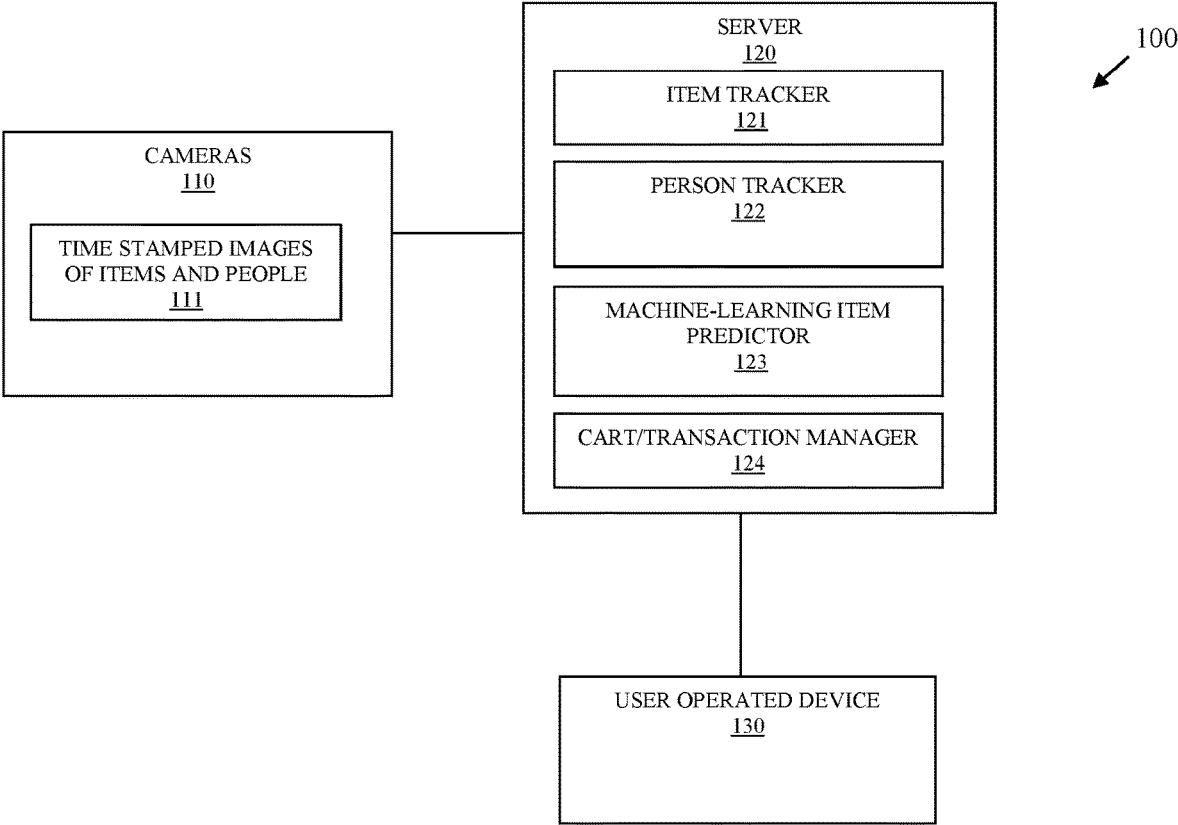 SERVER
120
100
ITEM TRACKER
121
CAMERAS
110
PERSON TRACKER
122
TIME STAMPED IMAGES
OF ITEMS AND PEOPLE
111
MACHINE-LEARNING ITEM
PREDICTOR
123
CART/TRANSACTION MANAGER
124
USER OPERATED DEVICE
130